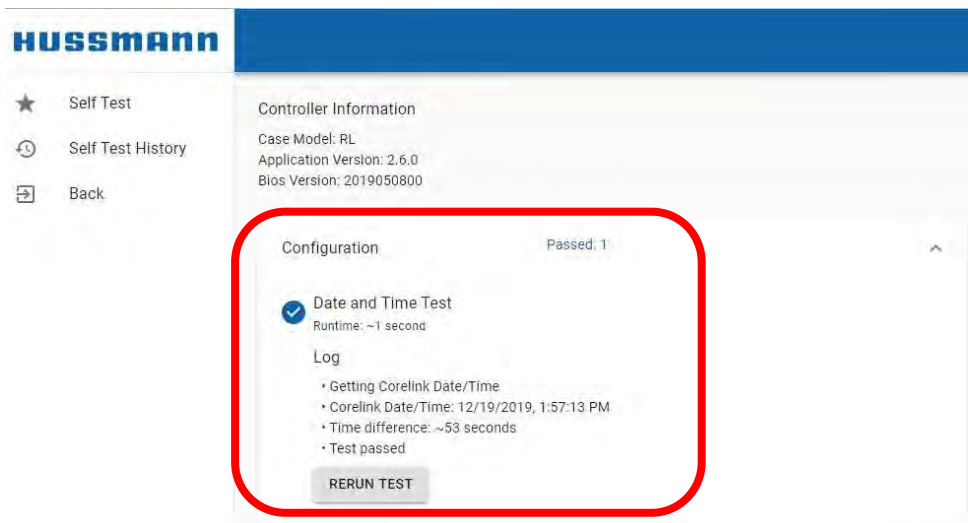 HUSSMANN
Self Test
Self Test History
Back
Controller Information
Case Model: RL
Application Version: 2.6.0
Bios Version: 2019050800
Configuration Passed: 1
Date and Time Test
Runtime: ~1 second
Log
• Getting Corelink Date/Time
• Corelink Date/Time: 12/19/2019, 1:57:13 PM
• Time difference: ~53 seconds
• Test passed
RERUN TEST